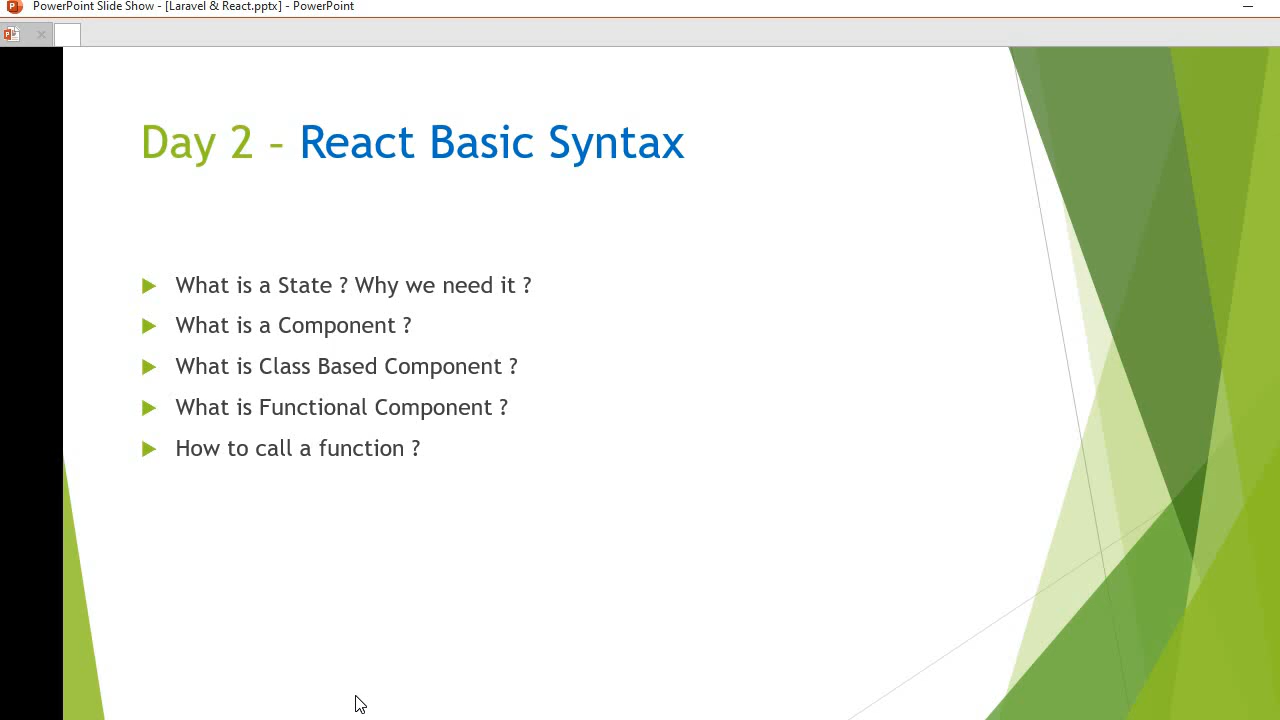 PowerPoint Slide Show - [Laravel & React.pptx] - PowerPoint
Day 2 – React Basic Syntax
What is a State ? Why we need it ?
What is a Component ?
What is Class Based Component ?
What is Functional Component ?
How to call a function ?